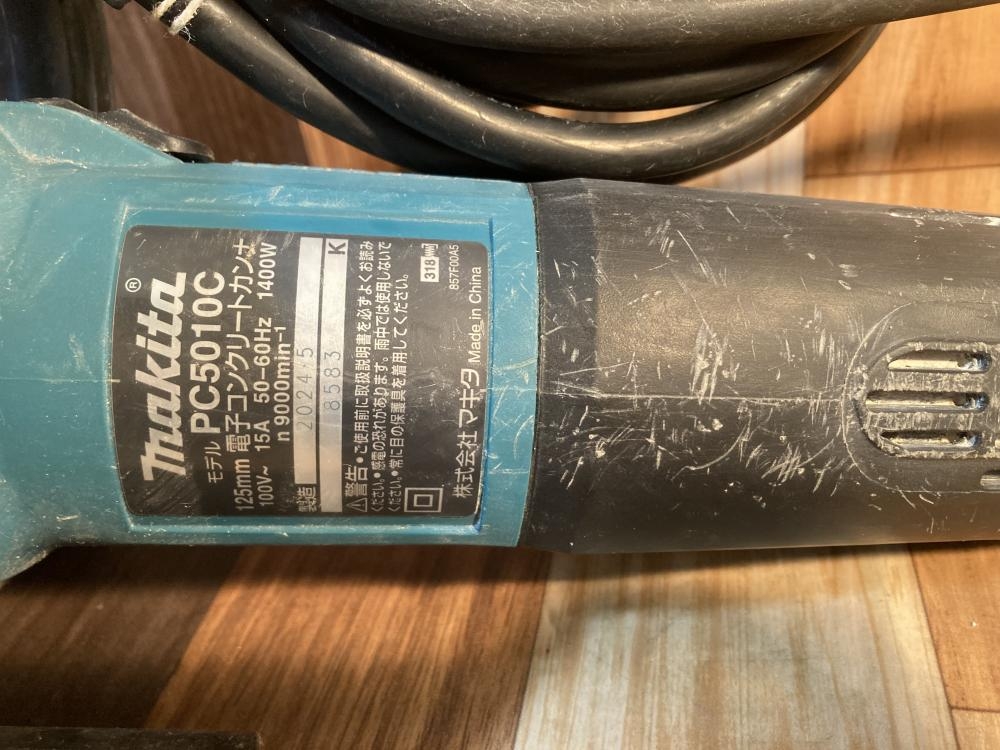 Makita®
モデル PC5010C
125mm 電子コンクリートカンナ
100V~ 15A 50-60Hz 1400W
n 9000min⁻¹
製造 2024.5
8583 K
⚠警告 • ご使用前に取扱説明書を必ずよくお読み
ください。• 感電の恐れがあります。雨中では使用しないで
ください。• 常に目の保護具を着用してください。
318mm
857F00A5
株式会社 マキタ Made in China